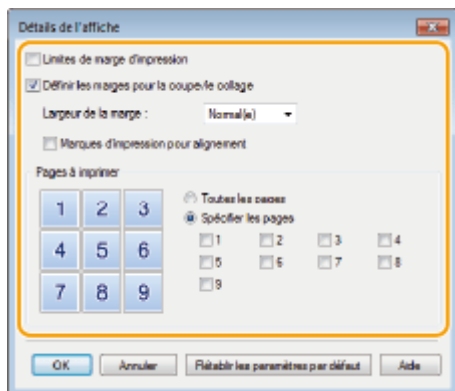 Détails de l'affiche
Limites de marge d'impression
Définir les marges pour la coupe/le collage
Largeur de la marge : Normal(e)
Marques d'impression pour alignement
Pages à imprimer
1 2 3
4 5 6
7 8 9
Toutes les pages
Spécifier les pages
1 2 3 4
5 6 7 8
9
OK Annuler Rétablir les paramètres par défaut Aide